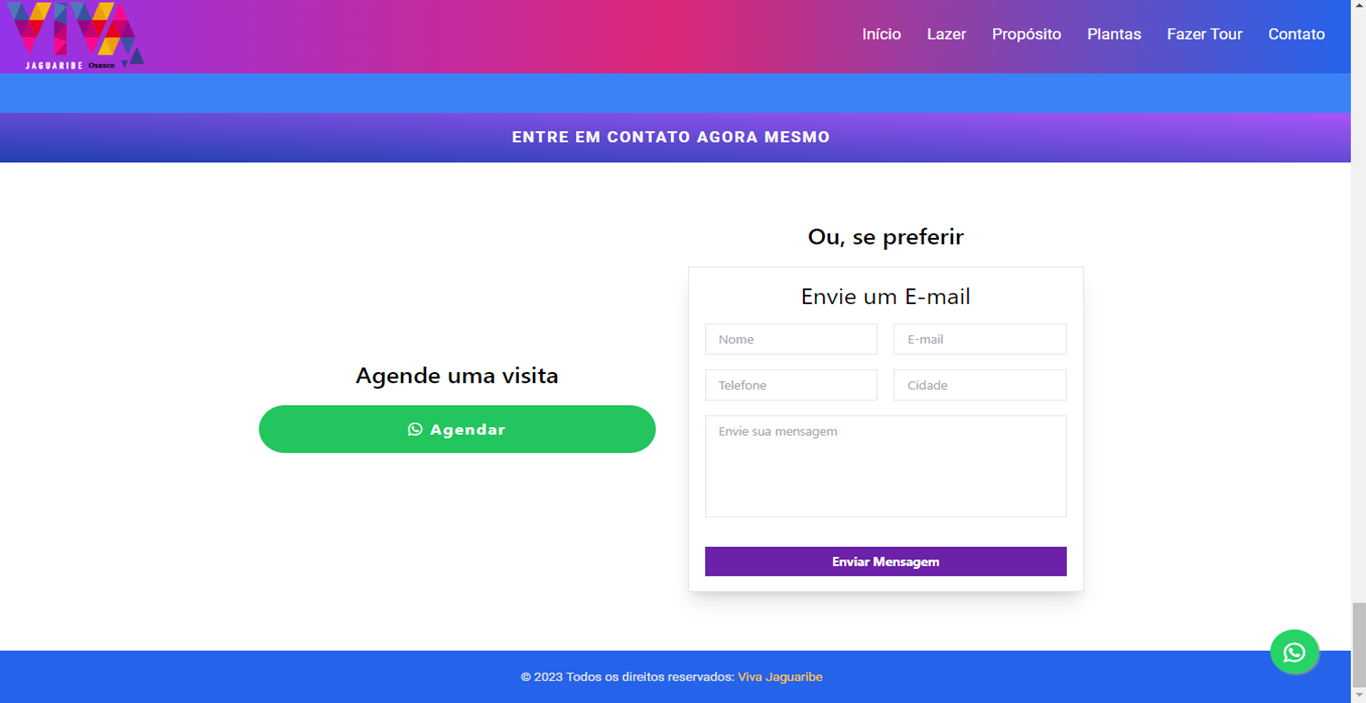 VIVA
JAGUARIBE Osasco
Início Lazer Propósito Plantas Fazer Tour Contato
ENTRE EM CONTATO AGORA MESMO
Agende uma visita
Agendar
Ou, se preferir
Envie um E-mail
Nome E-mail
Telefone Cidade
Envie sua mensagem
Enviar Mensagem
© 2023 Todos os direitos reservados: Viva Jaguaribe